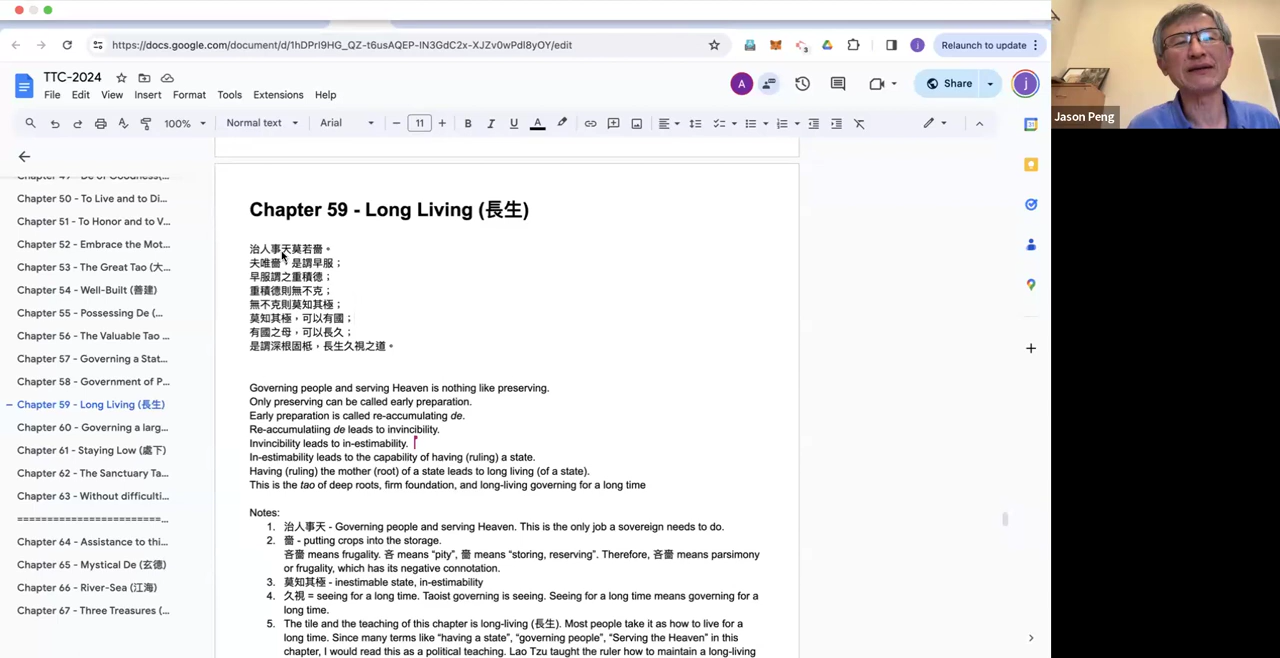 https://docs.google.com/document/d/1hDPrI9HG_QZ-t6usAQEP-IN3GdC2x-XJZv0wPdI8yOY/edit
Relaunch to update
TTC-2024
File Edit View Insert Format Tools Extensions Help
A
Share
j
100% Normal text Arial 11 B I U A
Jason Peng
Chapter 50 - To Live and to Di...
Chapter 51 - To Honor and to V...
Chapter 52 - Embrace the Mot...
Chapter 53 - The Great Tao (大...
Chapter 54 - Well-Built (善建)
Chapter 55 - Possessing De (...
Chapter 56 - The Valuable Tao ...
Chapter 57 - Governing a Stat...
Chapter 58 - Government of P...
Chapter 59 - Long Living (長生)
Chapter 60 - Governing a larg...
Chapter 61 - Staying Low (處下)
Chapter 62 - The Sanctuary Ta...
Chapter 63 - Without difficulti...
========================...
Chapter 64 - Assistance to thi...
Chapter 65 - Mystical De (玄德)
Chapter 66 - River-Sea (江海)
Chapter 67 - Three Treasures (...
Chapter 59 - Long Living (長生)
治人事天莫若嗇。
夫唯嗇，是謂早服；
早服謂之重積德；
重積德則無不克；
無不克則莫知其極；
莫知其極，可以有國；
有國之母，可以長久；
是謂深根固柢，長生久視之道。
Governing people and serving Heaven is nothing like preserving.
Only preserving can be called early preparation.
Early preparation is called re-accumulating de.
Re-accumulatiing de leads to invincibility.
Invincibility leads to in-estimability.
In-estimability leads to the capability of having (ruling) a state.
Having (ruling) the mother (root) of a state leads to long living (of a state).
This is the tao of deep roots, firm foundation, and long-living governing for a long time
Notes:
1. 治人事天 - Governing people and serving Heaven. This is the only job a sovereign needs to do.
2. 嗇 - putting crops into the storage.
吝嗇 means frugality. 吝 means “pity”, 嗇 means “storing, reserving”. Therefore, 吝嗇 means parsimony
or frugality, which has its negative connotation.
3. 莫知其極 - inestimable state, in-estimability
4. 久視 = seeing for a long time. Taoist governing is seeing. Seeing for a long time means governing for a
long time.
5. The tile and the teaching of this chapter is long-living (長生). Most people take it as how to live for a
long time. Since many terms like “having a state”, “governing people”, “Serving the Heaven” in this
chapter, I would read this as a political teaching. Lao Tzu taught the ruler how to maintain a long-living